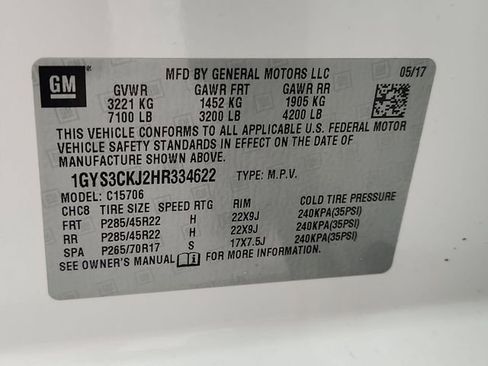 GM
MFD BY GENERAL MOTORS LLC 05/17
GVWR GAWR FRT GAWR RR
3221 KG 1452 KG 1905 KG
7100 LB 3200 LB 4200 LB
THIS VEHICLE CONFORMS TO ALL APPLICABLE U.S. FEDERAL MOTOR
VEHICLE SAFETY STANDARDS IN EFFECT ON THE DATE OF
MANUFACTURE SHOWN ABOVE.
1GYS3CKJ2HR334622 TYPE: M.P.V.
MODEL: C15706
CHC8 TIRE SIZE SPEED RTG RIM COLD TIRE PRESSURE
FRT P285/45R22 H 22X9J 240KPA(35PSI)
RR P285/45R22 H 22X9J 240KPA(35PSI)
SPA P265/70R17 S 17X7.5J 240KPA(35PSI)
SEE OWNER'S MANUAL